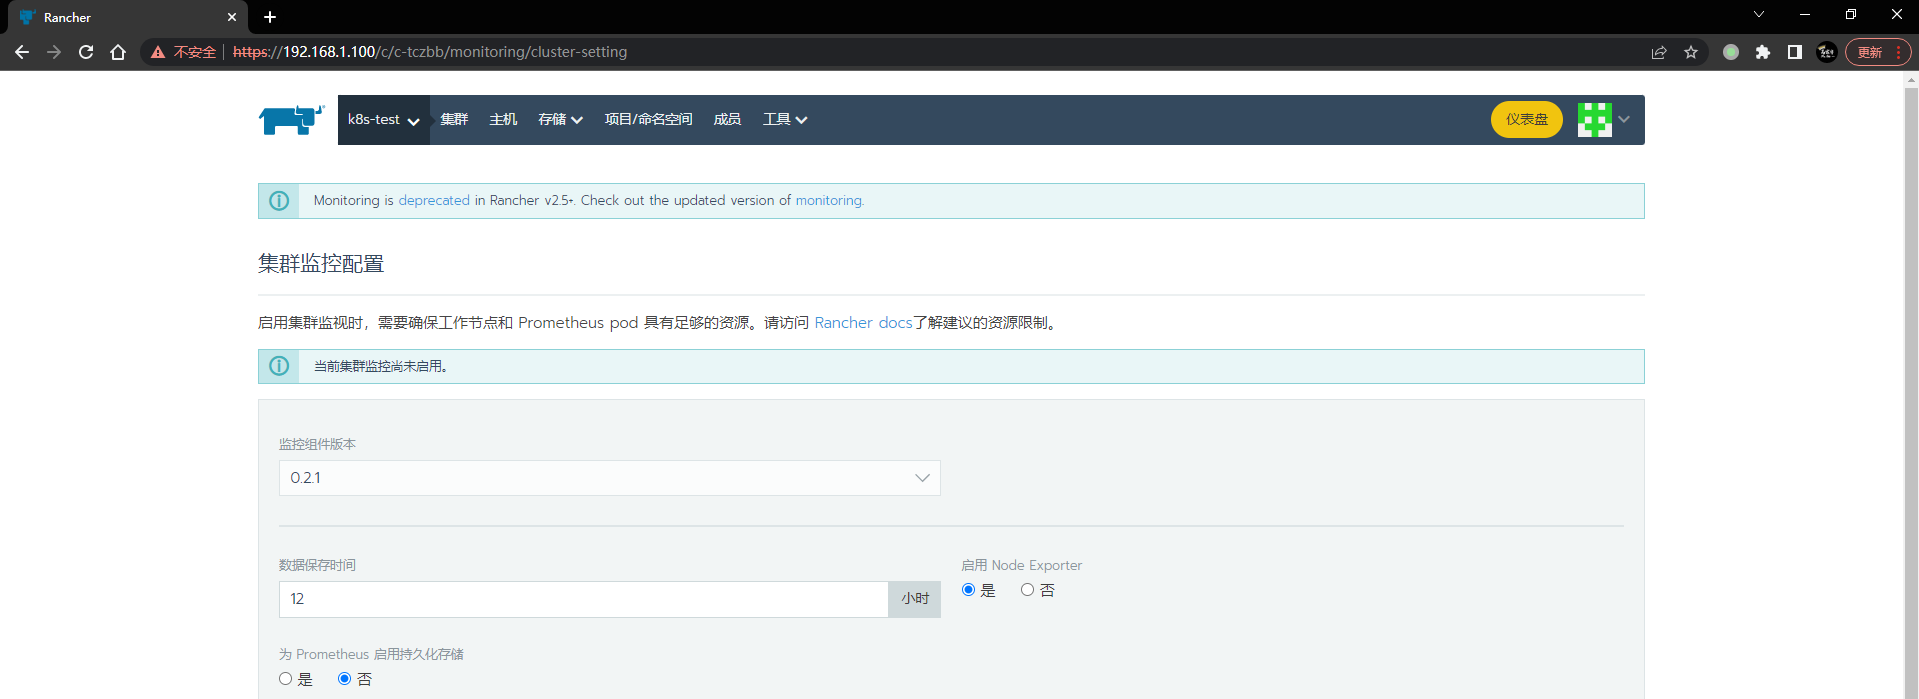 Rancher
不安全 https://192.168.1.100/c/c-tczbb/monitoring/cluster-setting 更新
k8s-test 集群 主机 存储 项目/命名空间 成员 工具 仪表盘
Monitoring is deprecated in Rancher v2.5+. Check out the updated version of monitoring.
集群监控配置
启用集群监视时，需要确保工作节点和 Prometheus pod 具有足够的资源。请访问 Rancher docs了解建议的资源限制。
当前集群监控尚未启用。
监控组件版本
0.2.1
数据保存时间 启用 Node Exporter
12 小时 是 否
为 Prometheus 启用持久化存储
是 否